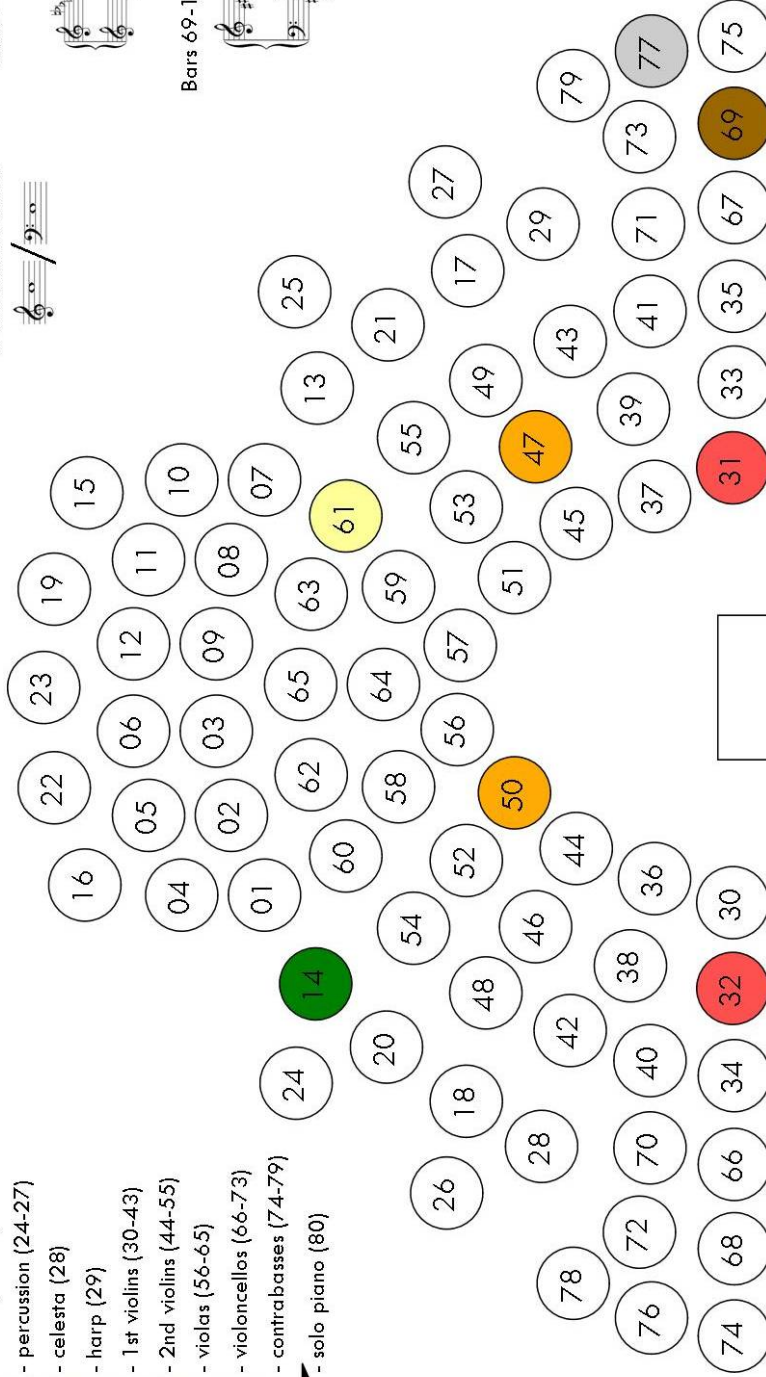 - percussion (24-27)
- celesta (28)
- harp (29)
- 1st violins (30-43)
- 2nd violins (44-55)
- violas (56-65)
- violoncellos (66-73)
- contrabasses (74-79)
- solo piano (80)
Bars 69-1
16 22 23 19 15
04 05 06 12 11 10
01 02 03 09 08 07
24 14 60 62 65 63 61 13 25
20 54 58 64 59 55 21
26 18 48 52 56 57 53 49 17 27
78 28 42 46 50 51 47 43 29 79
44 45
76 72 70 40 38 36 37 39 41 71 73 77
74 68 66 34 32 30 31 33 35 67 69 75